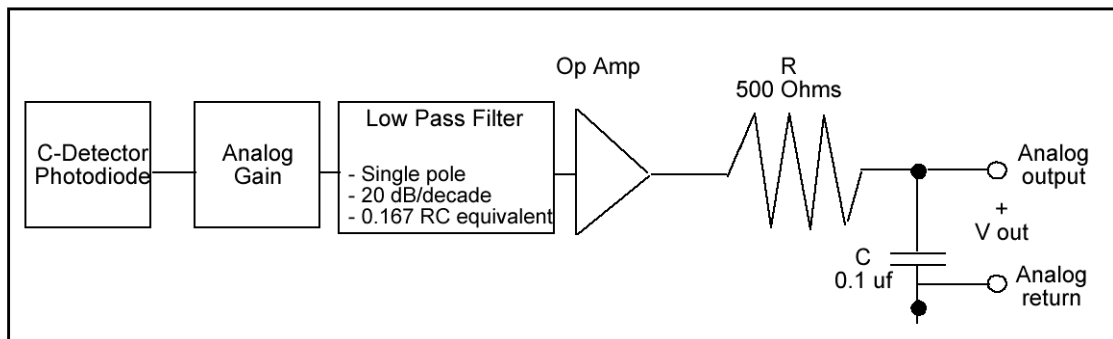 Op Amp
R
500 Ohms
Low Pass Filter
C-Detector
Photodiode
Analog
Gain
- Single pole
- 20 dB/decade
- 0.167 RC equivalent
Analog
output
+
V out
C
0.1 uf
Analog
return